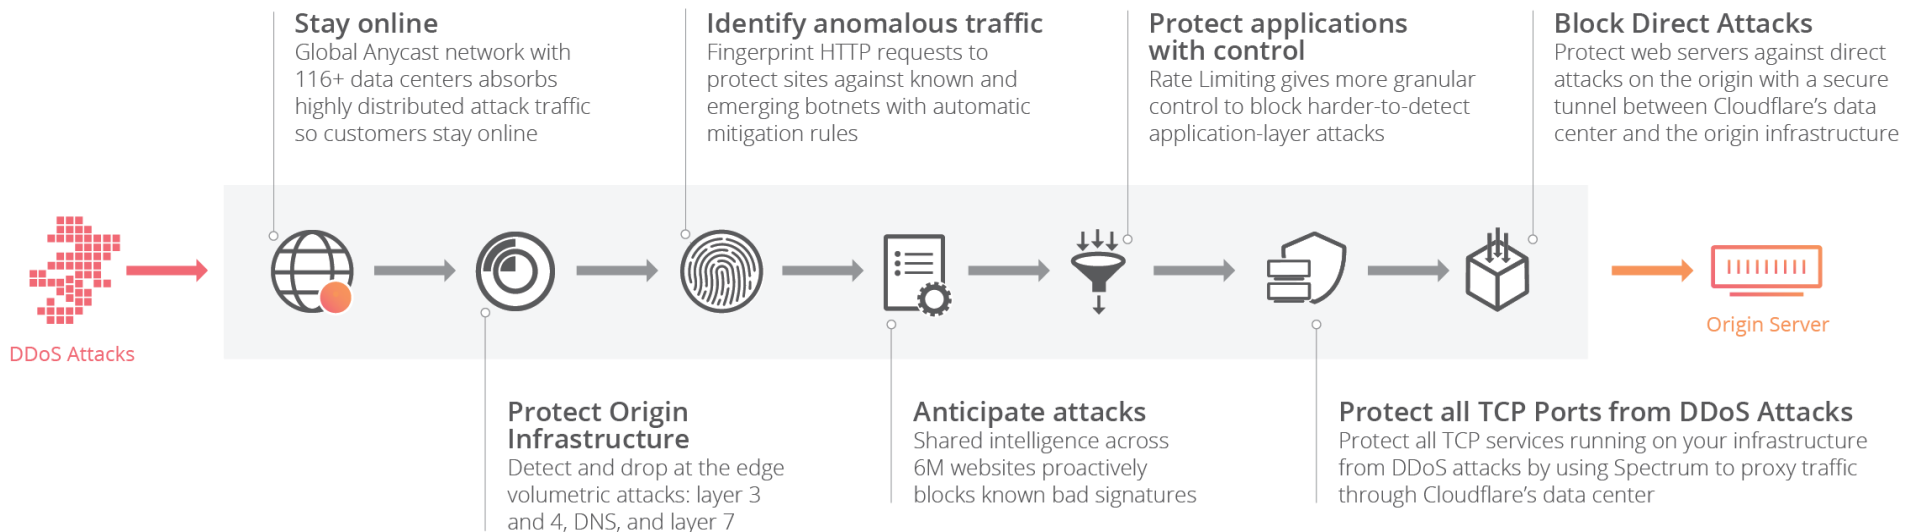 Stay online
Global Anycast network with
116+ data centers absorbs
highly distributed attack traffic
so customers stay online
Identify anomalous traffic
Fingerprint HTTP requests to
protect sites against known and
emerging botnets with automatic
mitigation rules
Protect applications
with control
Rate Limiting gives more granular
control to block harder-to-detect
application-layer attacks
Block Direct Attacks
Protect web servers against direct
attacks on the origin with a secure
tunnel between Cloudflare’s data
center and the origin infrastructure
DDoS Attacks
Origin Server
Protect Origin
Infrastructure
Detect and drop at the edge
volumetric attacks: layer 3
and 4, DNS, and layer 7
Anticipate attacks
Shared intelligence across
6M websites proactively
blocks known bad signatures
Protect all TCP Ports from DDoS Attacks
Protect all TCP services running on your infrastructure
from DDoS attacks by using Spectrum to proxy traffic
through Cloudflare’s data center